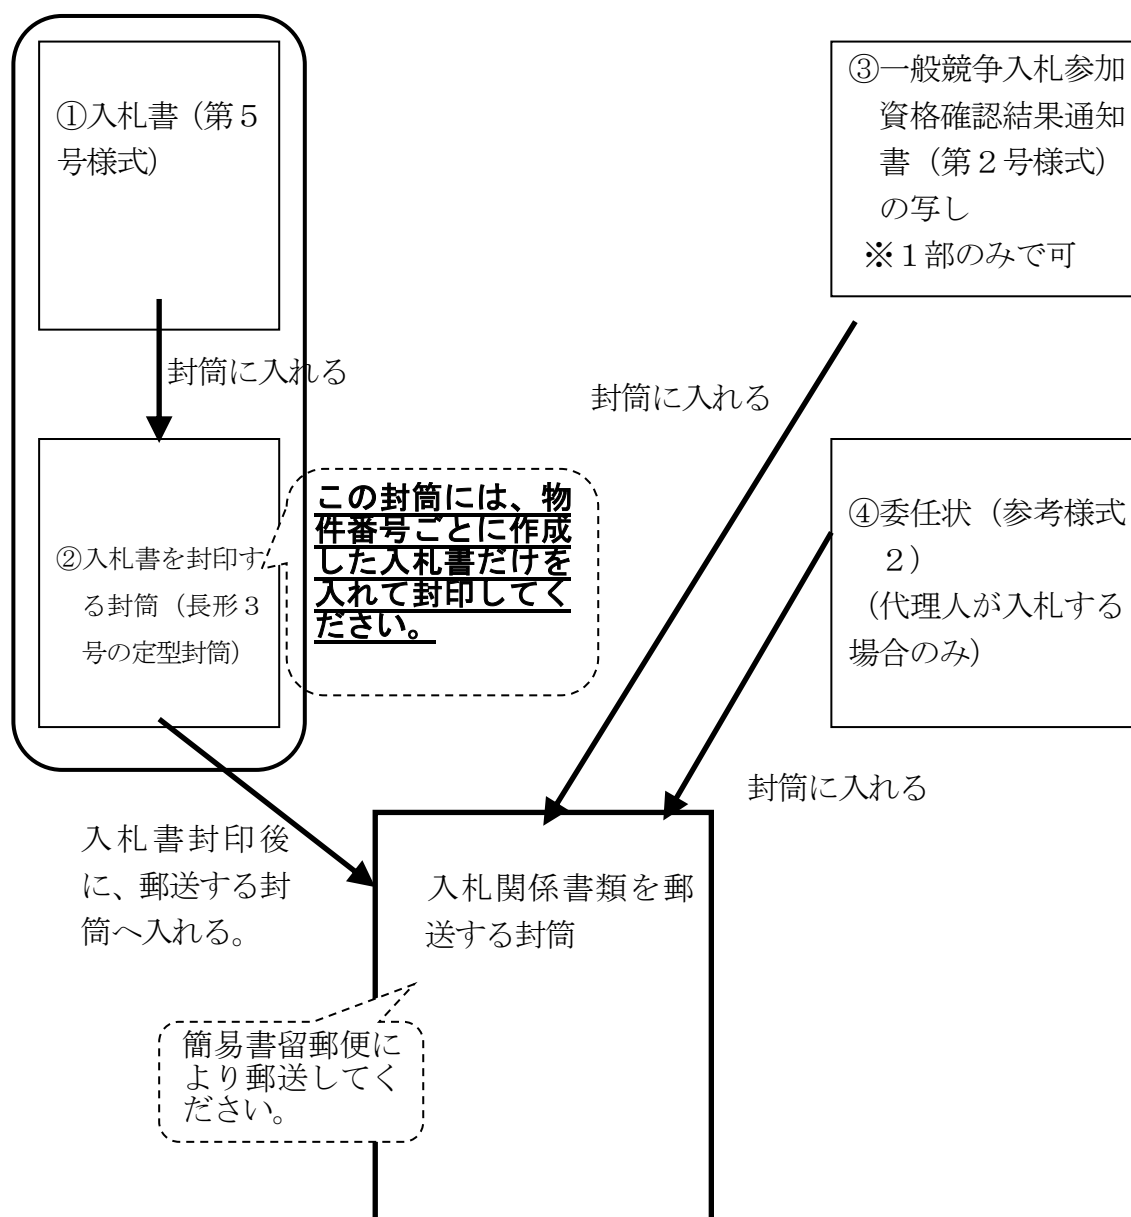 ①入札書（第５
号様式）
封筒に入れる
②入札書を封印す
る封筒（長形３
号の定型封筒）
この封筒には、物
件番号ごとに作成
した入札書だけを
入れて封印してく
ださい。
③一般競争入札参加
資格確認結果通知
書（第２号様式）
の写し
※１部のみで可
封筒に入れる
④委任状（参考様式
２）
（代理人が入札する
場合のみ）
封筒に入れる
入札書封印後
に、郵送する封
筒へ入れる。
入札関係書類を郵
送する封筒
簡易書留郵便に
より郵送してく
ださい。